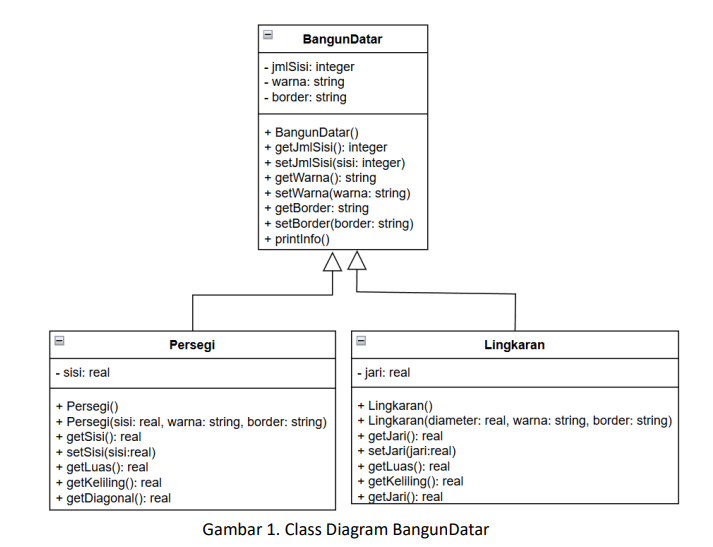 BangunDatar
- jmlSisi: integer
- warna: string
- border: string
+ BangunDatar()
+ getJmlSisi(): integer
+ setJmlSisi(sisi: integer)
+ getWarna(): string
+ setWarna(warna: string)
+ getBorder: string
+ setBorder(border: string)
+ printInfo()
Persegi
- sisi: real
+ Persegi()
+ Persegi(sisi: real, warna: string, border: string)
+ getSisi(): real
+ setSisi(sisi:real)
+ getLuas(): real
+ getKeliling(): real
+ getDiagonal(): real
Lingkaran
- jari: real
+ Lingkaran()
+ Lingkaran(diameter: real, warna: string, border: string)
+ getJari(): real
+ setJari(jari:real)
+ getLuas(): real
+ getKeliling(): real
+ getJari(): real
Gambar 1. Class Diagram BangunDatar